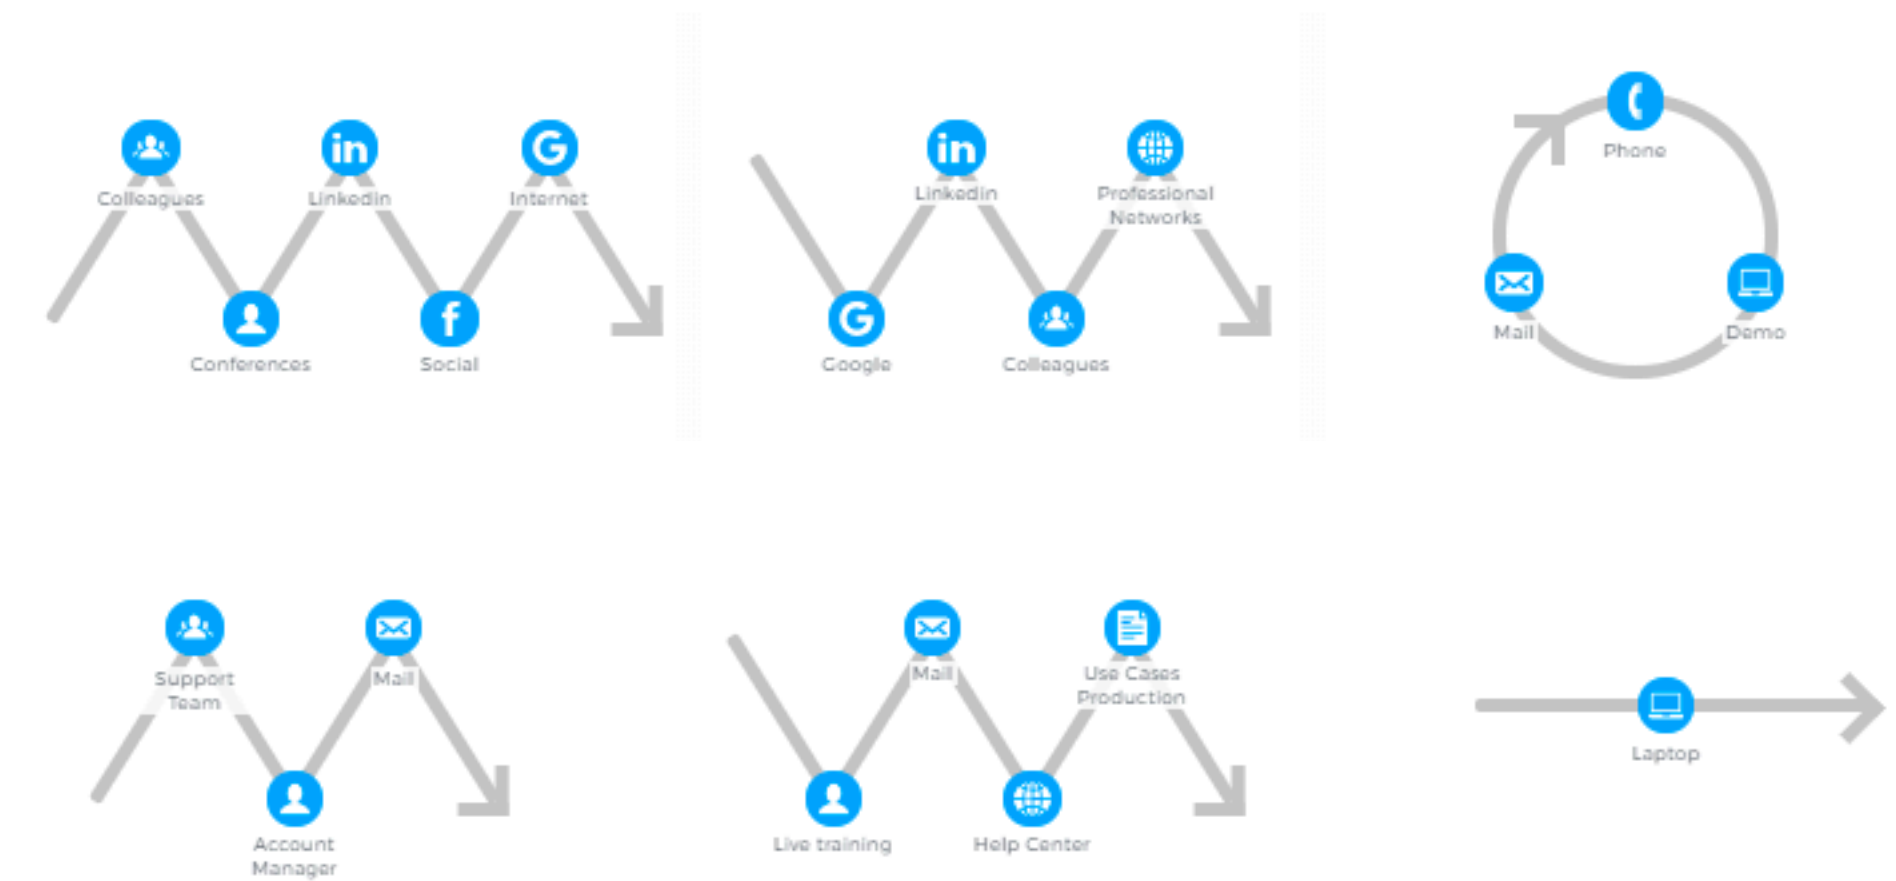 Colleagues
Linkedin
Internet
Conferences
Social
Linkedin
Professional
Networks
Google
Colleagues
Phone
Mail
Demo
Support
Team
Mail
Account
Manager
Mail
Use Cases
Production
Live training
Help Center
Laptop